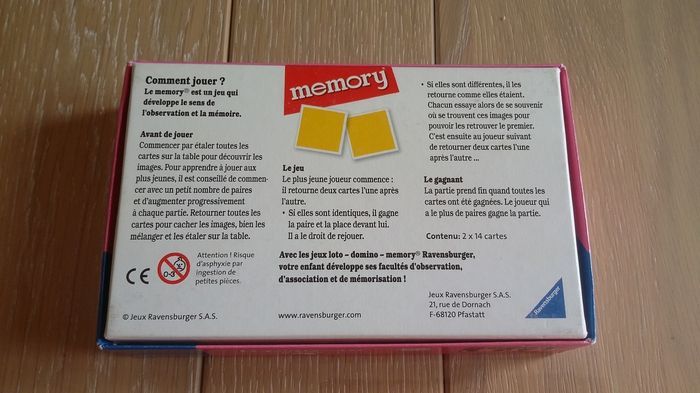 memory®
Comment jouer ?
Le memory® est un jeu qui
développe le sens de
l'observation et la mémoire.
Avant de jouer
Commencer par étaler toutes les
cartes sur la table pour découvrir les
images. Pour apprendre à jouer aux
plus jeunes, il est conseillé de commen-
cer avec un petit nombre de paires
et d'augmenter progressivement
à chaque partie. Retourner toutes les
cartes pour cacher les images, bien les
mélanger et les étaler sur la table.
CE
0-3
Attention ! Risque
d'asphyxie par
ingestion de
petites pièces.
© Jeux Ravensburger S.A.S.
Le jeu
Le plus jeune joueur commence :
il retourne deux cartes l'une après
l'autre.
• Si elles sont identiques, il gagne
la paire et la place devant lui.
Il a le droit de rejouer.
• Si elles sont différentes, il les
retourne comme elles étaient.
Chacun essaye alors de se souvenir
où se trouvent ces images pour
pouvoir les retrouver le premier.
C'est ensuite au joueur suivant
de retourner deux cartes l'une
après l'autre ...
Le gagnant
La partie prend fin quand toutes les
cartes ont été gagnées. Le joueur qui
a le plus de paires gagne la partie.
Contenu: 2 x 14 cartes
Avec les jeux loto – domino – memory® Ravensburger,
votre enfant développe ses facultés d'observation,
d'association et de mémorisation !
www.ravensburger.com
Jeux Ravensburger S.A.S.
21, rue de Dornach
F-68120 Pfastatt
Ravensburger